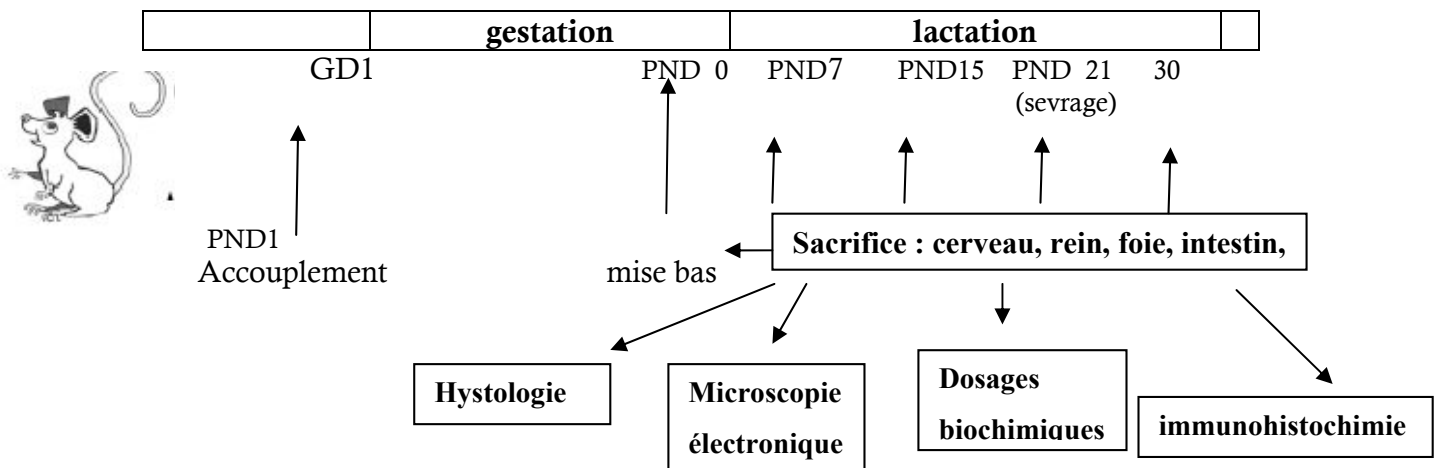 gestation lactation
GD1 PND 0 PND7 PND15 PND 21 30
(sevrage)
PND1
Accouplement
mise bas
Sacrifice : cerveau, rein, foie, intestin,
Hystologie
Microscopie
électronique
Dosages
biochimiques
immunohistochimie